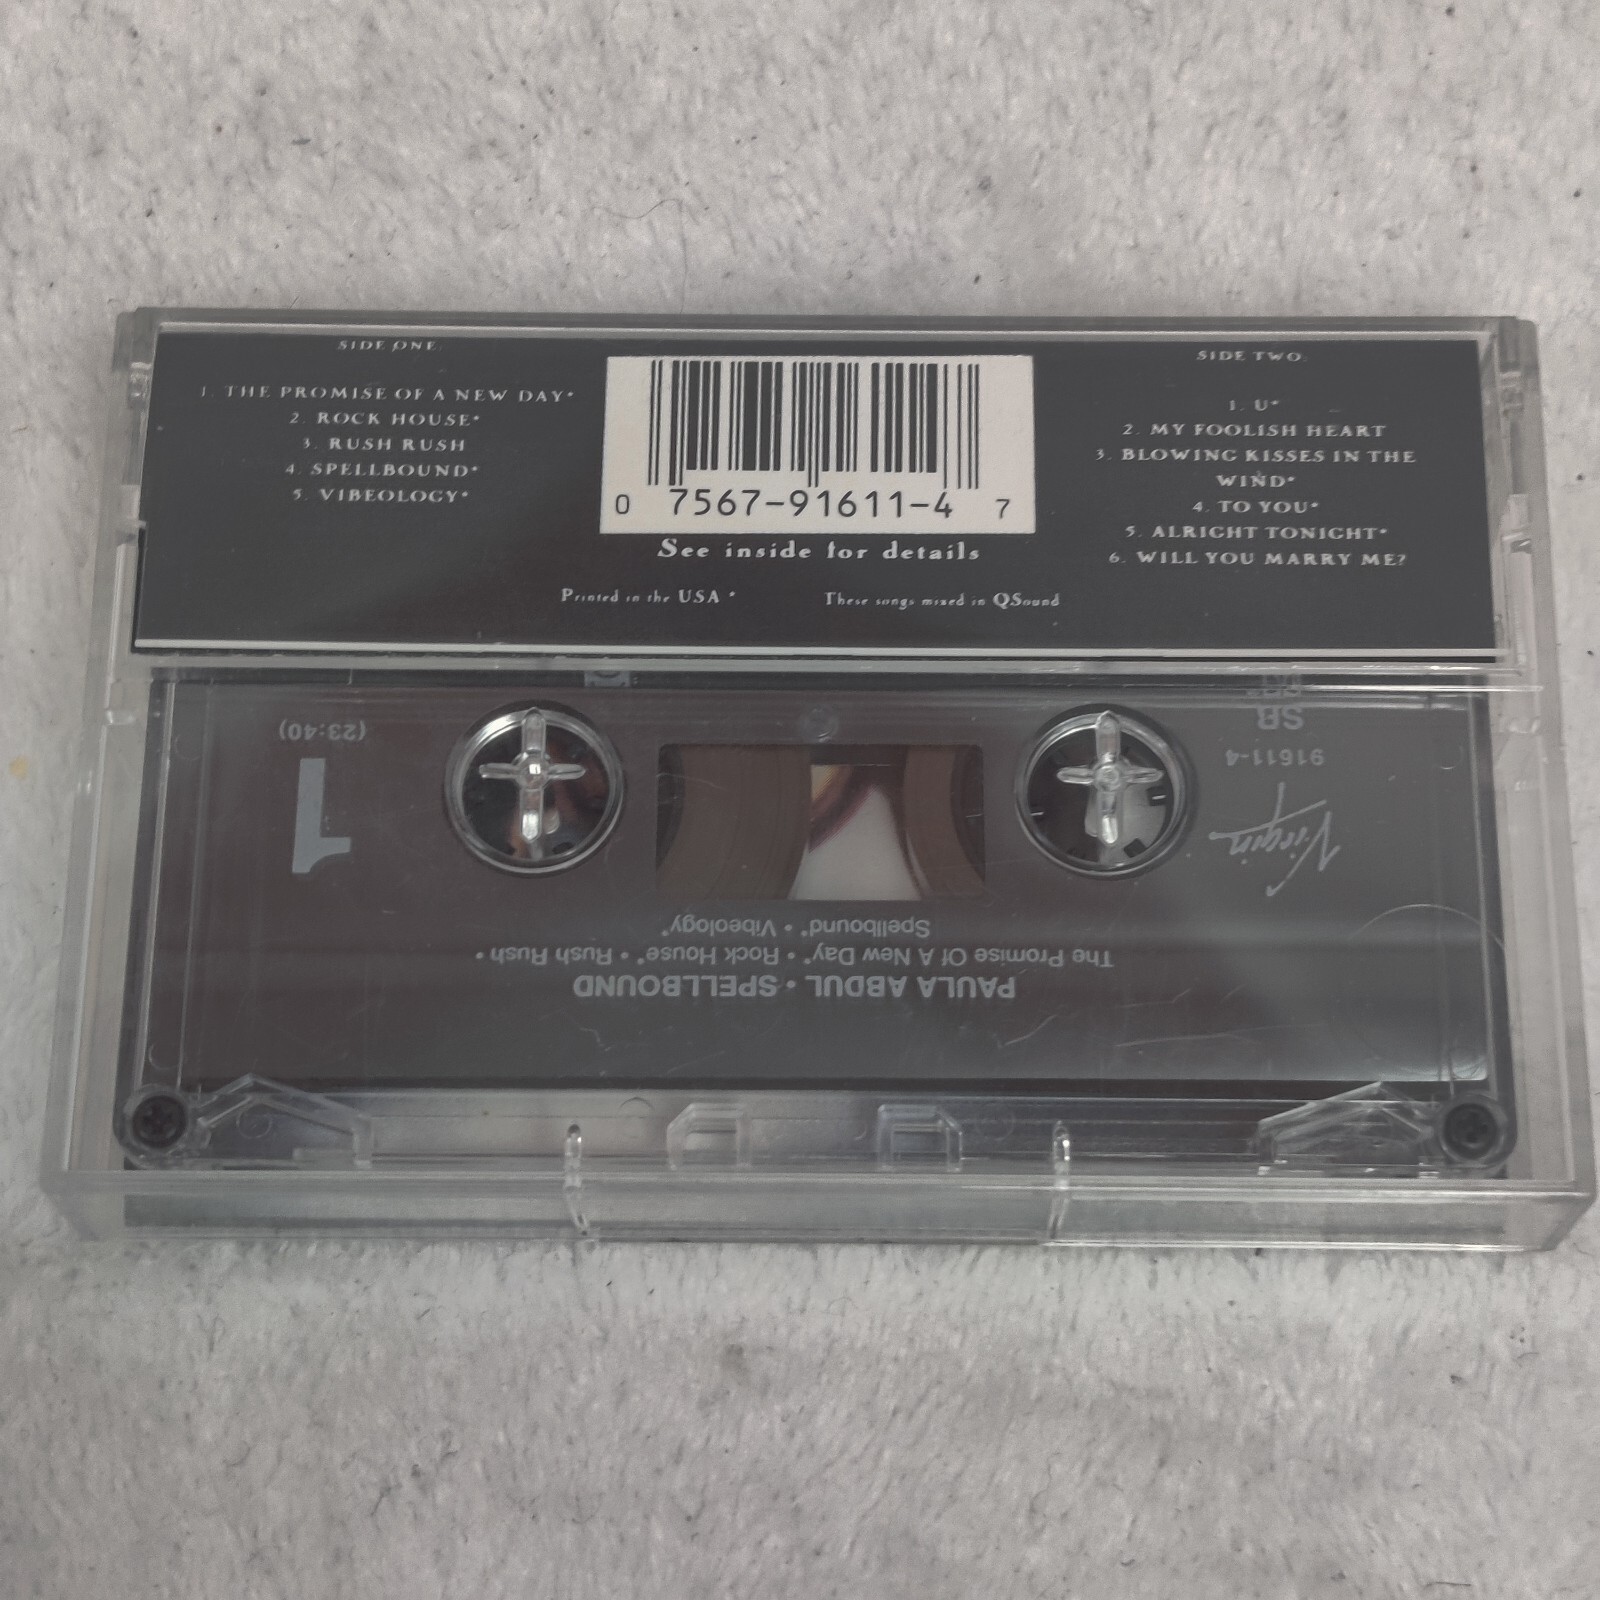 SIDE ONE:
1. THE PROMISE OF A NEW DAY*
2. ROCK HOUSE*
3. RUSH RUSH
4. SPELLBOUND*
5. VIBEOLOGY*
0 7567-91611-4 7
See inside for details
Printed in the USA *
These songs mixed in QSound
SIDE TWO:
1. U*
2. MY FOOLISH HEART
3. BLOWING KISSES IN THE
WIND*
4. TO YOU*
5. ALRIGHT TONIGHT*
6. WILL YOU MARRY ME?
PAULA ABDUL • SPELLBOUND
The Promise Of A New Day* • Rock House* • Rush Rush •
Spellbound* • Vibeology*
Virgin
91611-4
SB
1
(23:40)